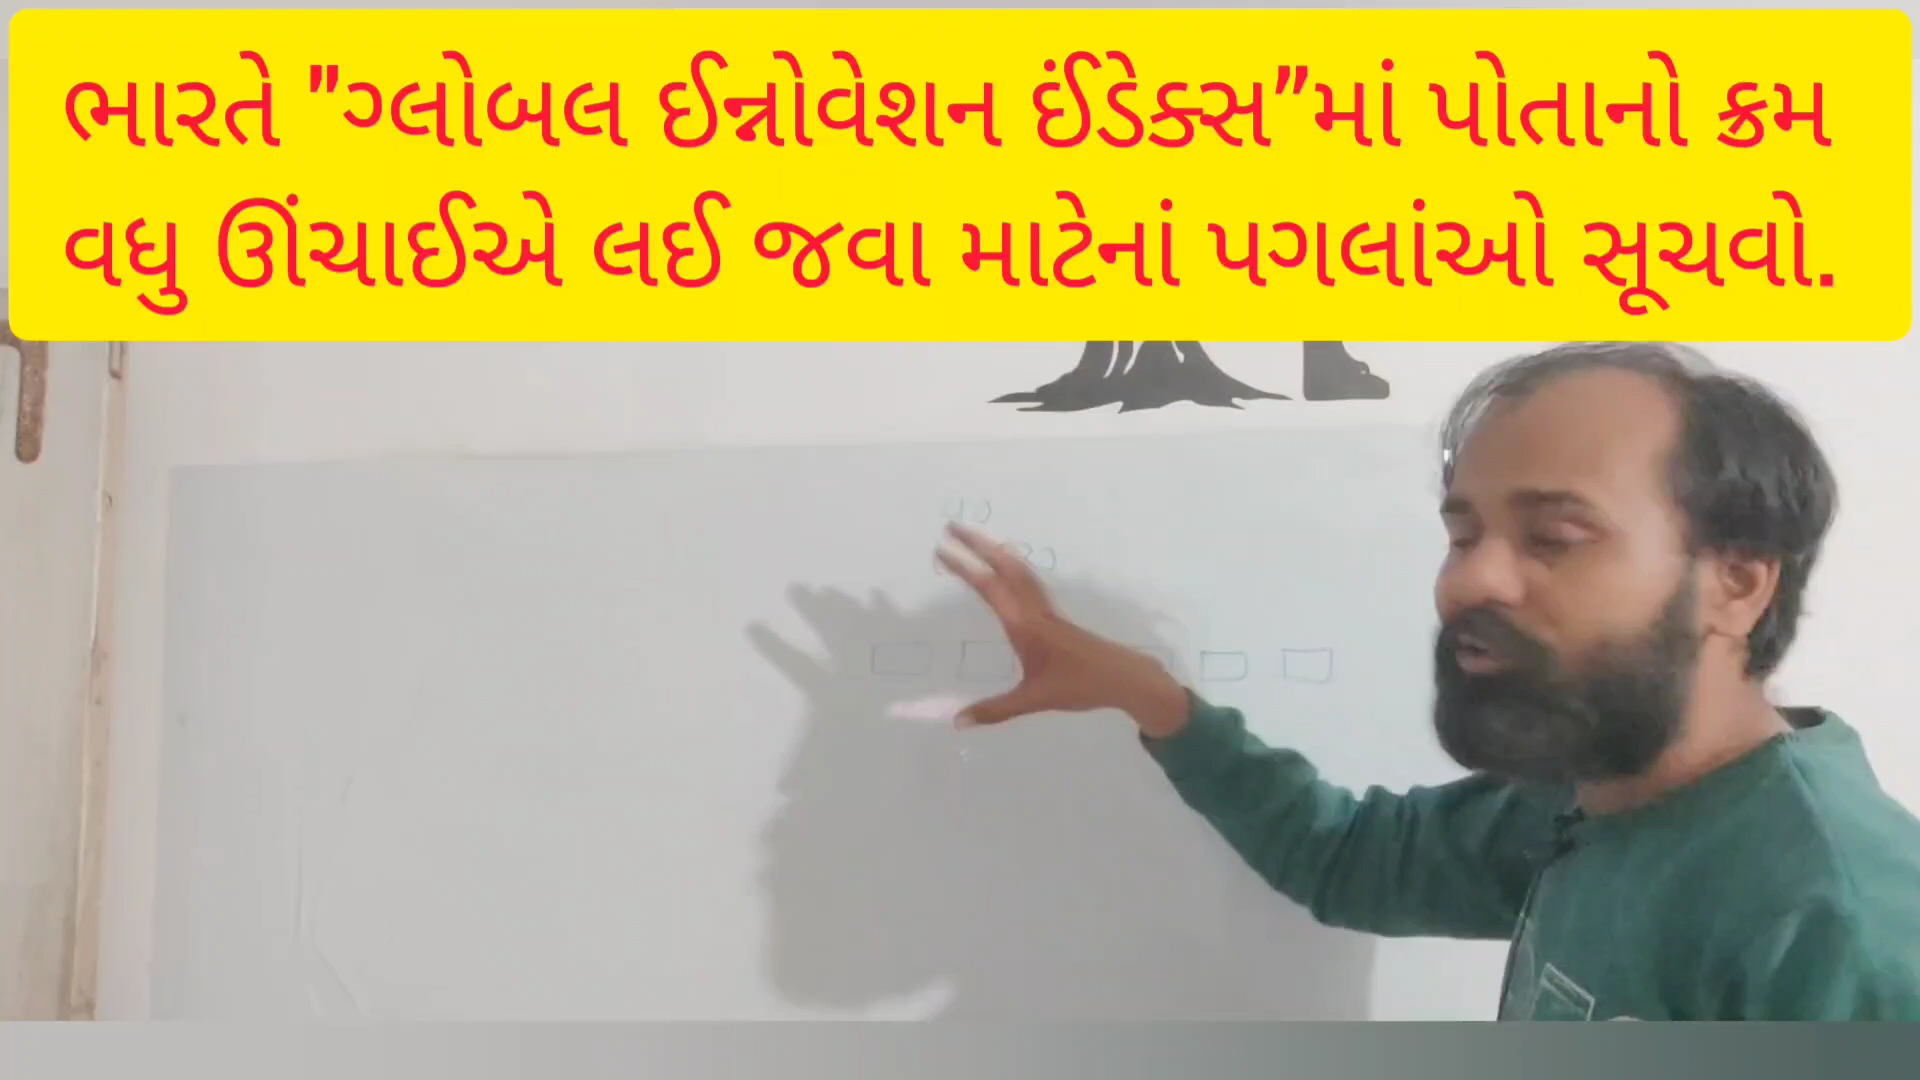 ભારતે "ગ્લોબલ ઈન્નોવેશન ઈંડેક્સ"માં પોતાનો ક્રમ
વધુ ઊંચાઈએ લઈ જવા માટેનાં પગલાંઓ સૂચવો.